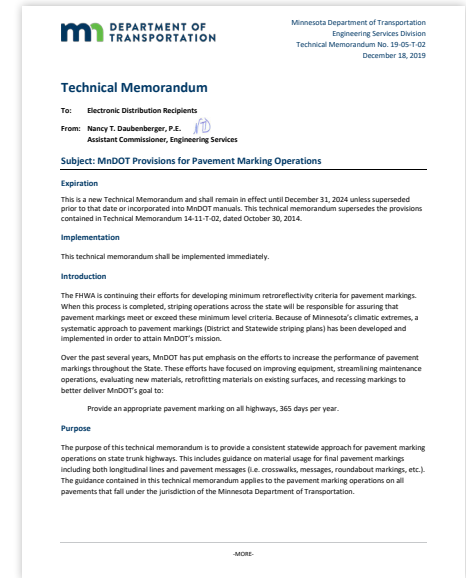 DEPARTMENT OF
TRANSPORTATION
Minnesota Department of Transportation
Engineering Services Division
Technical Memorandum No. 19-05-T-02
December 18, 2019
Technical Memorandum
To: Electronic Distribution Recipients
From: Nancy T. Daubenberger, P.E.
Assistant Commissioner, Engineering Services
Subject: MnDOT Provisions for Pavement Marking Operations
Expiration
This is a new Technical Memorandum and shall remain in effect until December 31, 2024 unless superseded
prior to that date or incorporated into MnDOT manuals. This technical memorandum supersedes the provisions
contained in Technical Memorandum 14-11-T-02, dated October 30, 2014.
Implementation
This technical memorandum shall be implemented immediately.
Introduction
The FHWA is continuing their efforts for developing minimum retroreflectivity criteria for pavement markings.
When this process is completed, striping operations across the state will be responsible for assuring that
pavement markings meet or exceed these minimum level criteria. Because of Minnesota's climatic extremes, a
systematic approach to pavement markings (District and Statewide striping plans) has been developed and
implemented in order to attain MnDOT's mission.
Over the past several years, MnDOT has put emphasis on the efforts to increase the performance of pavement
markings throughout the State. These efforts have focused on improving equipment, streamlining maintenance
operations, evaluating new materials, retrofitting materials on existing surfaces, and recessing markings to
better deliver MnDOT's goal to:
Provide an appropriate pavement marking on all highways, 365 days per year.
Purpose
The purpose of this technical memorandum is to provide a consistent statewide approach for pavement marking
operations on state trunk highways. This includes guidance on material usage for final pavement markings
including both longitudinal lines and pavement messages (i.e. crosswalks, messages, roundabout markings, etc.).
The guidance contained in this technical memorandum applies to the pavement marking operations on all
pavements that fall under the jurisdiction of the Minnesota Department of Transportation.
-MORE-